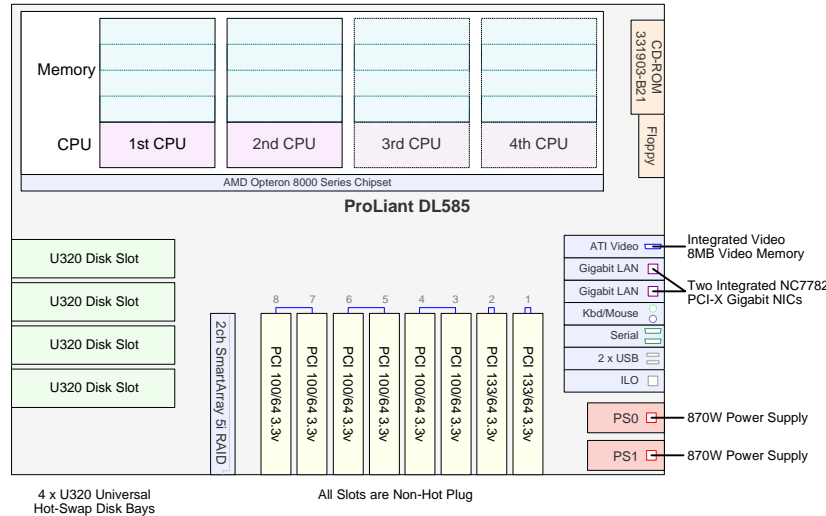 Memory
CPU
1st CPU
2nd CPU
3rd CPU
4th CPU
AMD Opteron 8000 Series Chipset
CD-ROM
331903-B21
Floppy
ProLiant DL585
U320 Disk Slot
U320 Disk Slot
U320 Disk Slot
U320 Disk Slot
4 x U320 Universal
Hot-Swap Disk Bays
2ch SmartArray 5i RAID
8
7
6
5
4
3
2
1
PCI 100/64 3.3v
PCI 100/64 3.3v
PCI 100/64 3.3v
PCI 100/64 3.3v
PCI 100/64 3.3v
PCI 100/64 3.3v
PCI 133/64 3.3v
PCI 133/64 3.3v
All Slots are Non-Hot Plug
ATI Video
Gigabit LAN
Gigabit LAN
Kbd/Mouse
Serial
2 x USB
ILO
PS0
PS1
Integrated Video
8MB Video Memory
Two Integrated NC7782
PCI-X Gigabit NICs
870W Power Supply
870W Power Supply